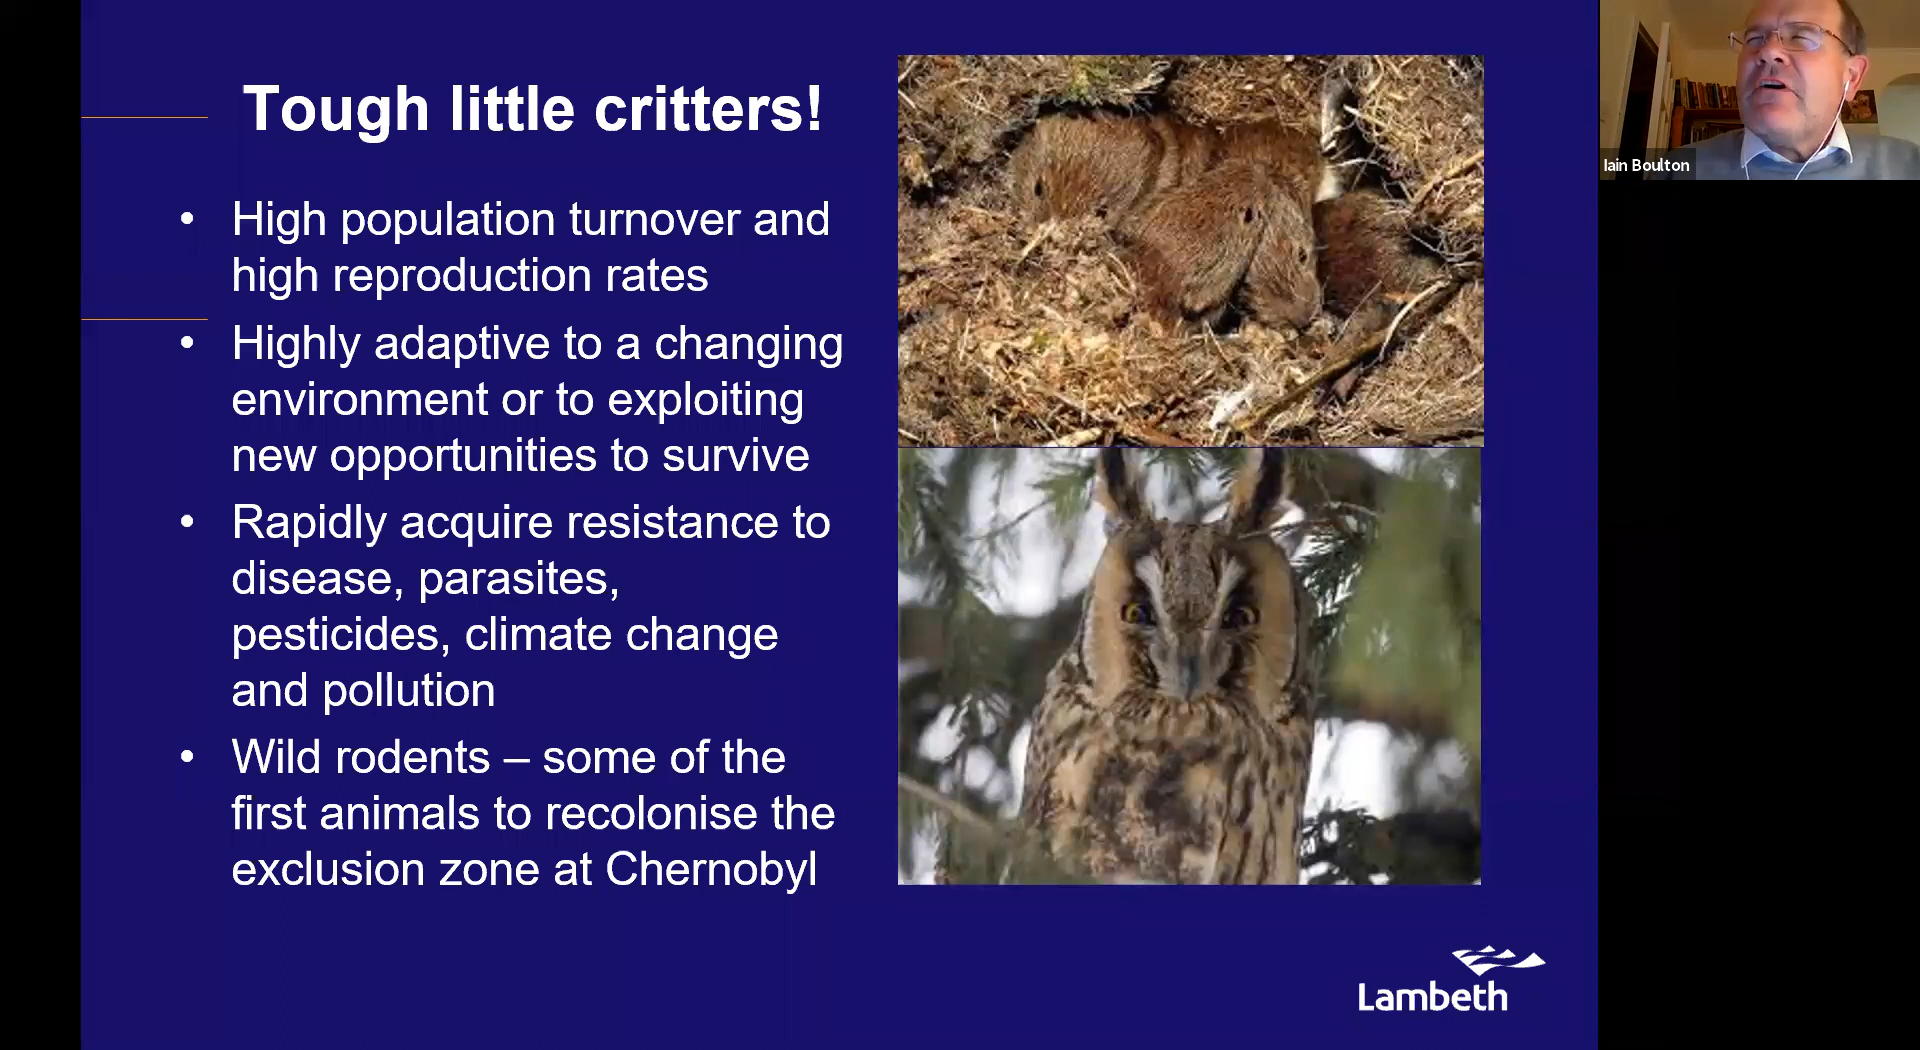 Tough little critters!
• High population turnover and
high reproduction rates
• Highly adaptive to a changing
environment or to exploiting
new opportunities to survive
• Rapidly acquire resistance to
disease, parasites,
pesticides, climate change
and pollution
• Wild rodents – some of the
first animals to recolonise the
exclusion zone at Chernobyl
Lambeth
Iain Boulton